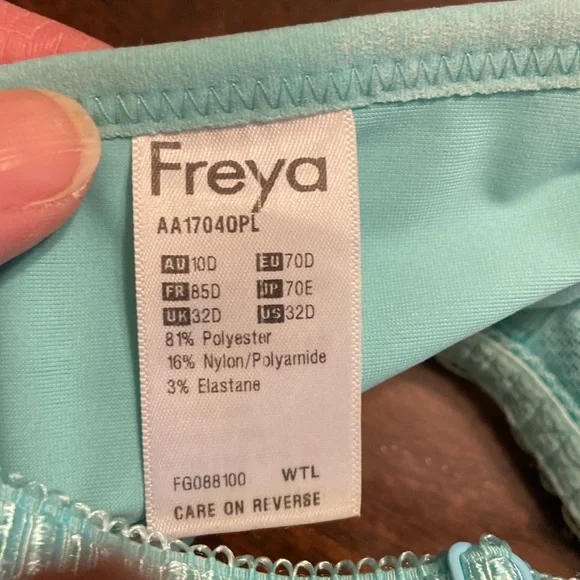 Freya
AA17040PL
AU 10D EU 70D
FR 85D JP 70E
UK 32D US 32D
81% Polyester
16% Nylon/Polyamide
3% Elastane
FG088100 WTL
CARE ON REVERSE